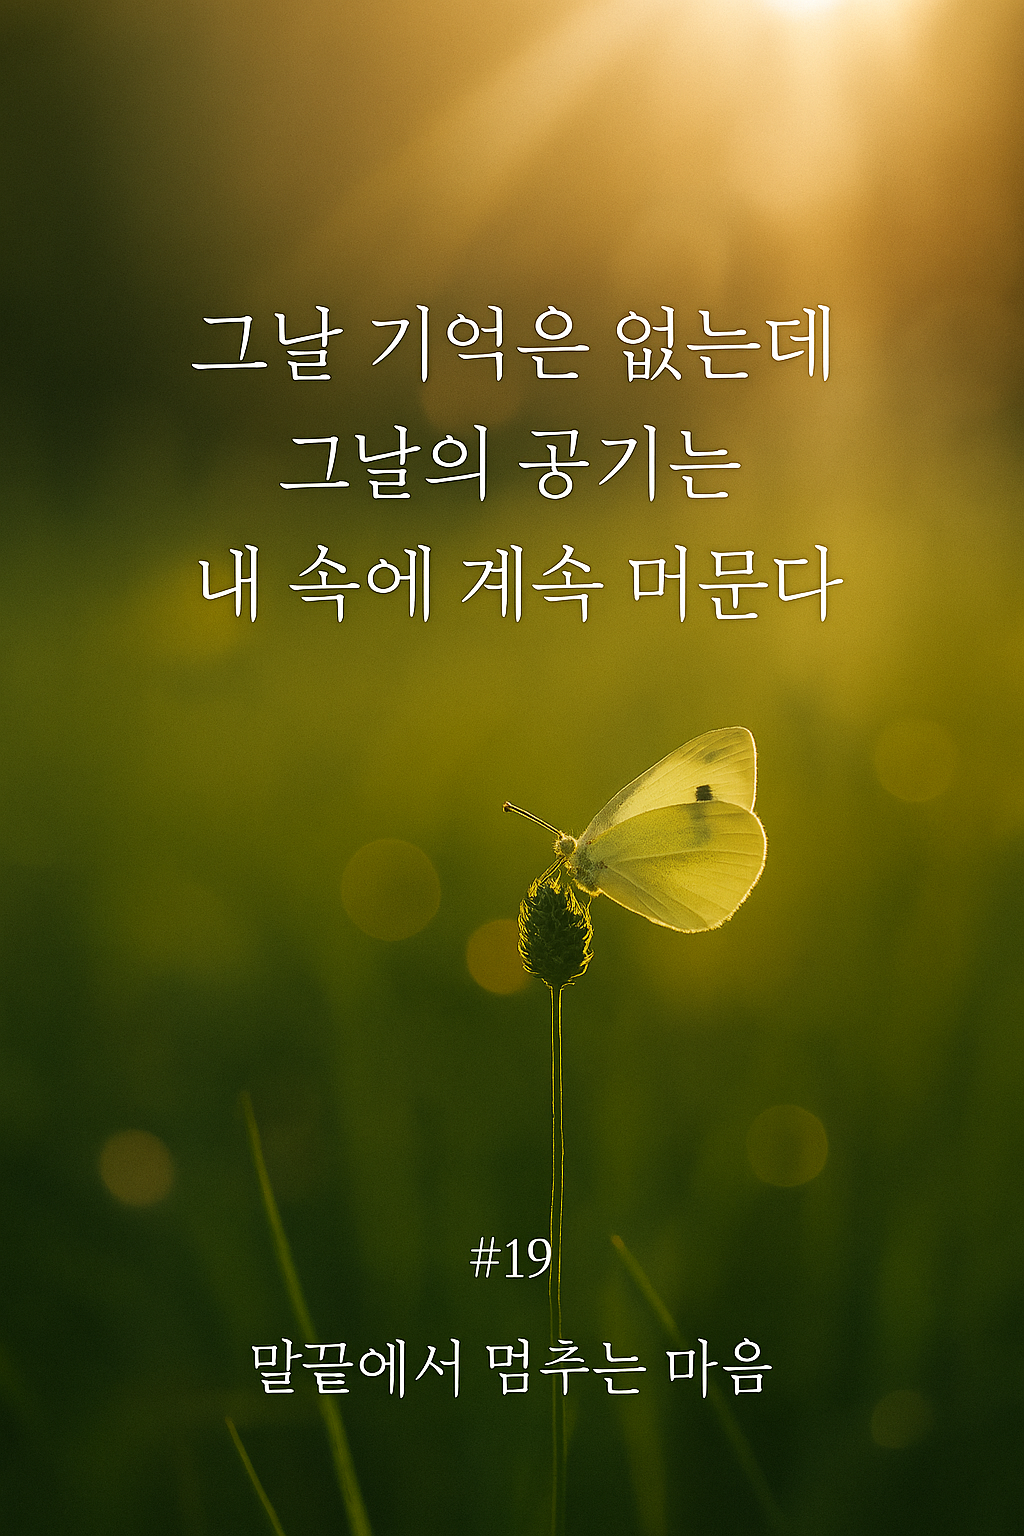 그날 기억은 없는데
그날의 공기는
내 속에 계속 머문다
#19
말끝에서 멈추는 마음